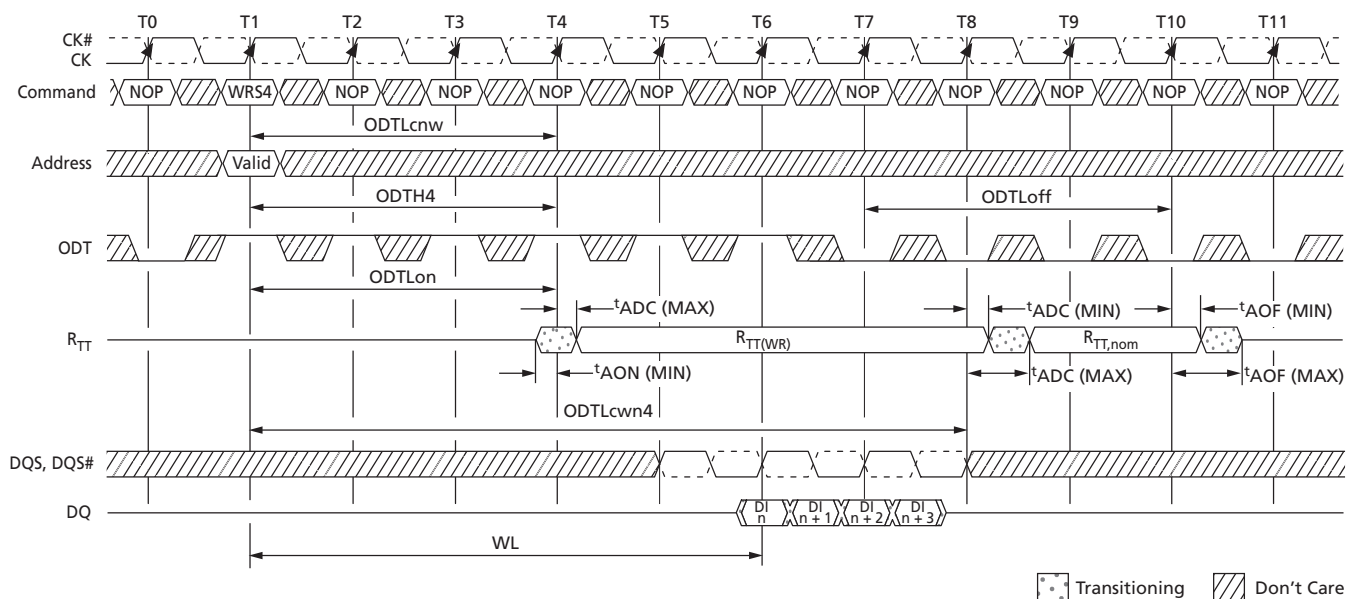 T0 T1 T2 T3 T4 T5 T6 T7 T8 T9 T10 T11
CK#
CK
Command NOP WRS4 NOP NOP NOP NOP NOP NOP NOP NOP NOP NOP
ODTLcnw
Address Valid
ODTH4 ODTLoff
ODT
ODTLon
tADC (MAX) tADC (MIN) tAOF (MIN)
RTT RTT(WR) RTT,nom
tAON (MIN) tADC (MAX) tAOF (MAX)
ODTLcwn4
DQS, DQS#
DQ DI n DI n + 1 DI n + 2 DI n + 3
WL
Transitioning Don't Care